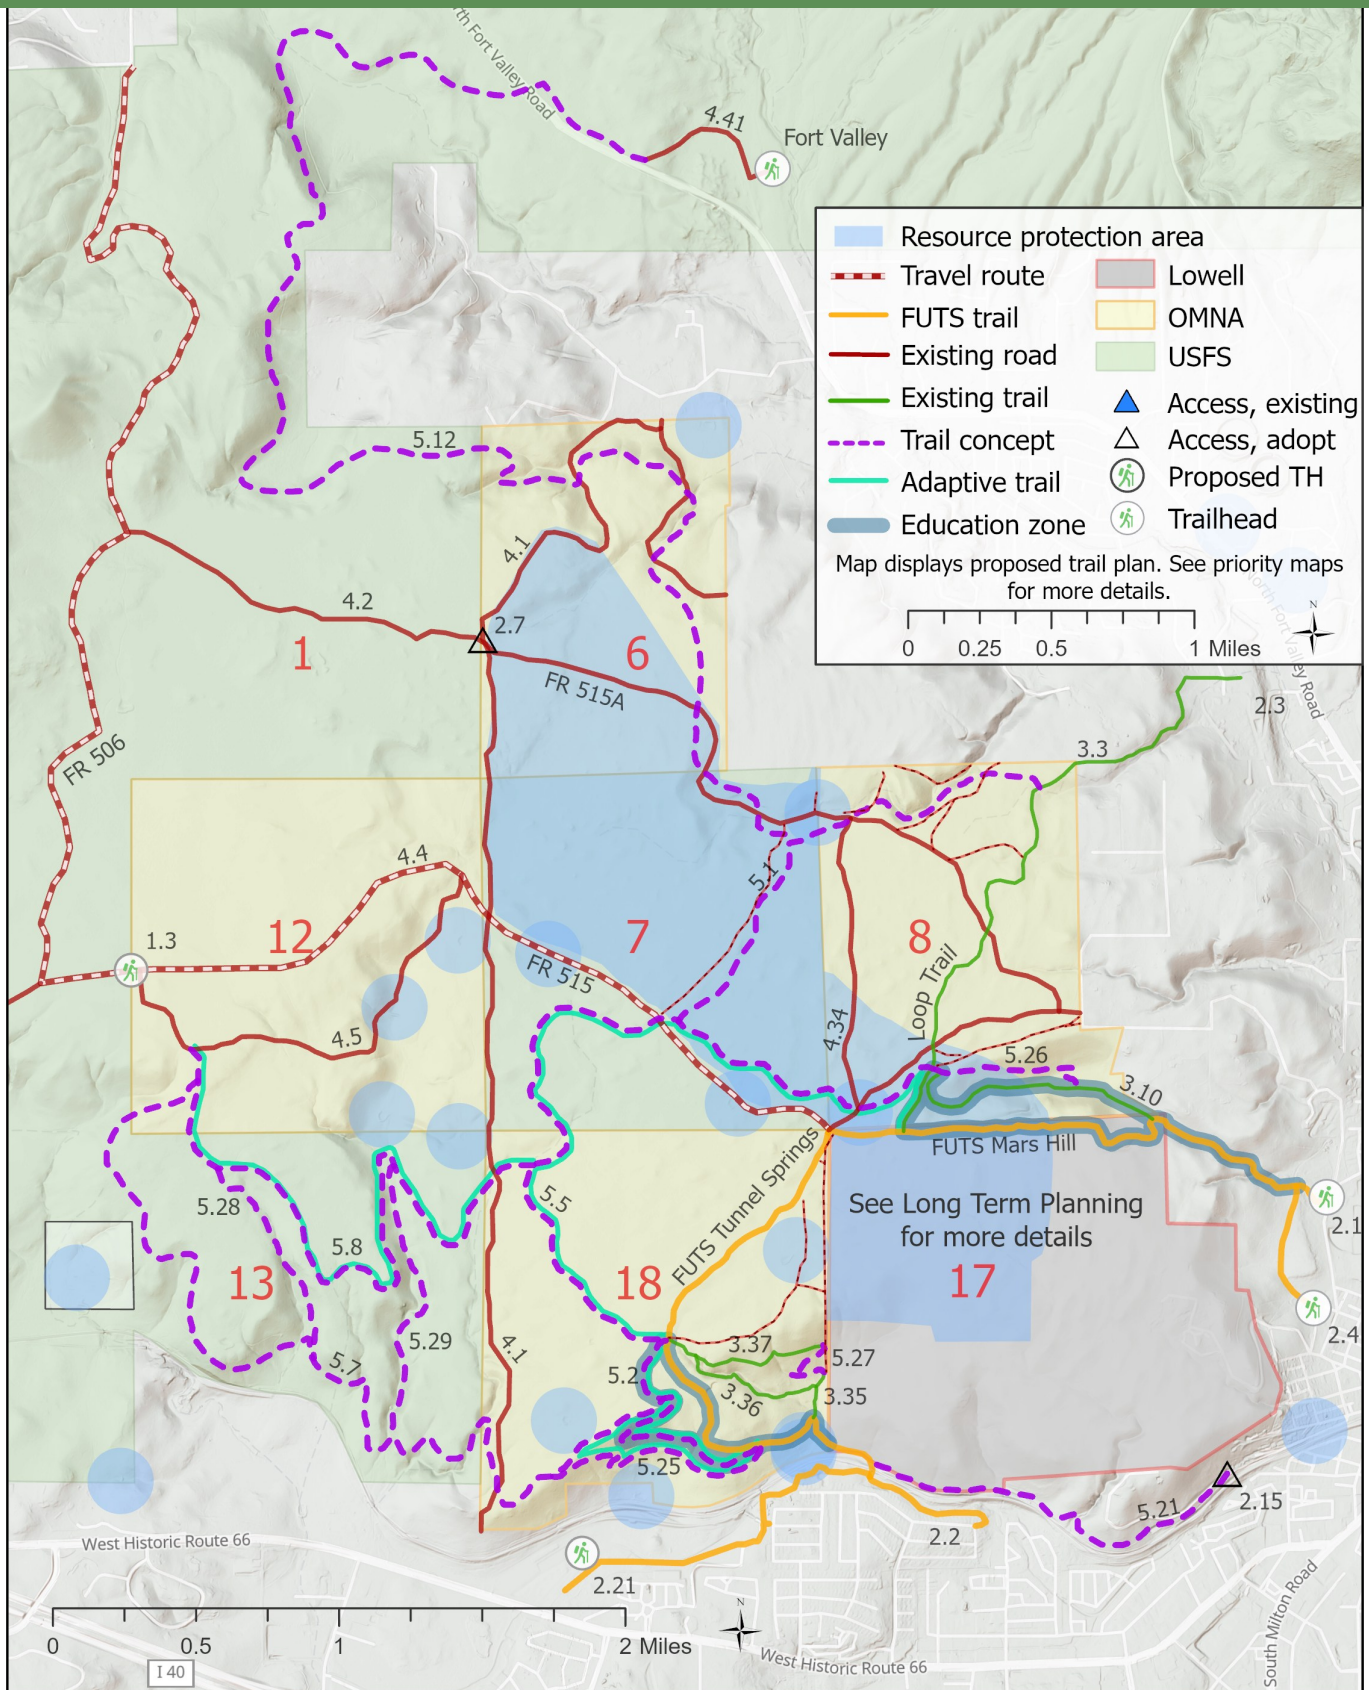 North Fort Valley Road
4.41
Fort Valley
Resource protection area
Travel route
FUTS trail
Existing road
Existing trail
Trail concept
Adaptive trail
Education zone
Lowell
OMNA
USFS
Access, existing
Access, adopt
Proposed TH
Trailhead
Map displays proposed trail plan. See priority maps
for more details.
N
0 0.25 0.5 1 Miles
North Fort Valley Road
5.12
4.1
4.2
2.7
1
6
FR 515A
2.3
3.3
FR 506
4.4
5.1
1.3
12
7
8
FR 515
Loop Trail
4.5
4.34
5.26
3.10
FUTS Mars Hill
5.28
5.5
FUTS Tunnel Springs
See Long Term Planning
for more details
2.1
5.8
13
18
17
2.4
5.29
4.1
3.37
5.27
5.7
5.2
3.36
3.35
5.25
5.21
2.15
West Historic Route 66
2.2
2.21
N
0 0.5 1 2 Miles
I 40
West Historic Route 66
South Milton Road